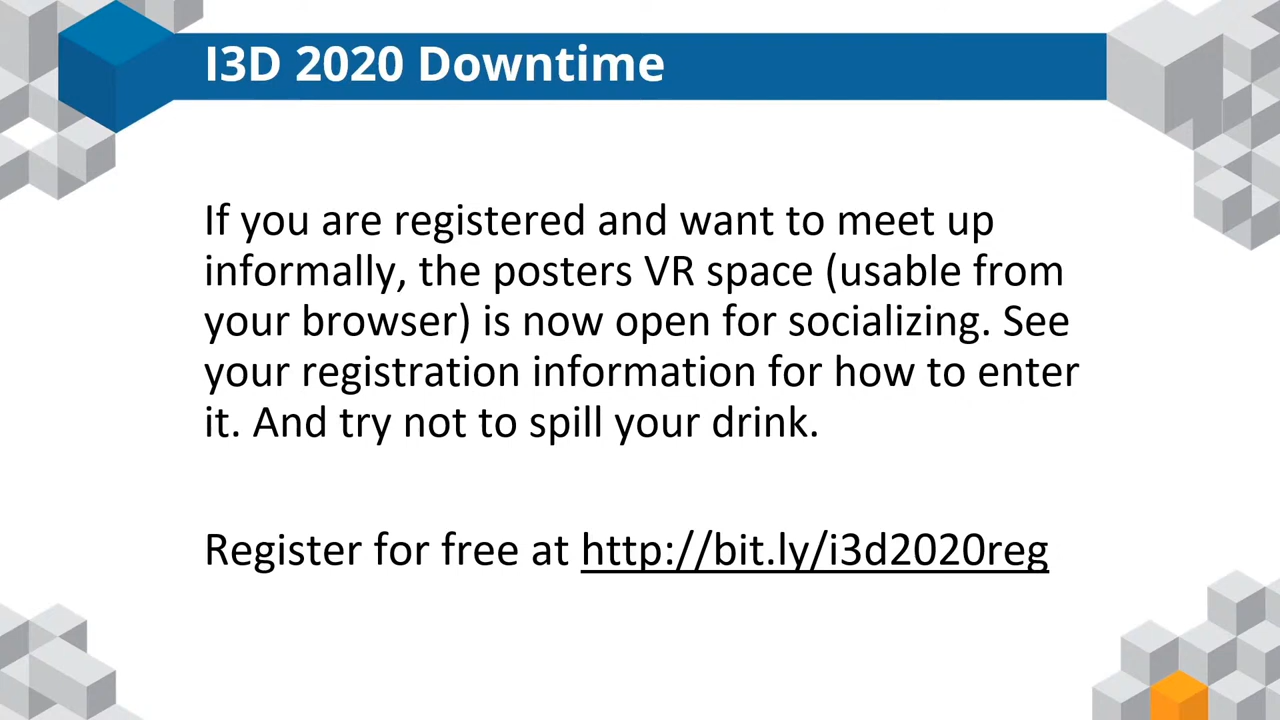 I3D 2020 Downtime
If you are registered and want to meet up
informally, the posters VR space (usable from
your browser) is now open for socializing. See
your registration information for how to enter
it. And try not to spill your drink.
Register for free at http://bit.ly/i3d2020reg